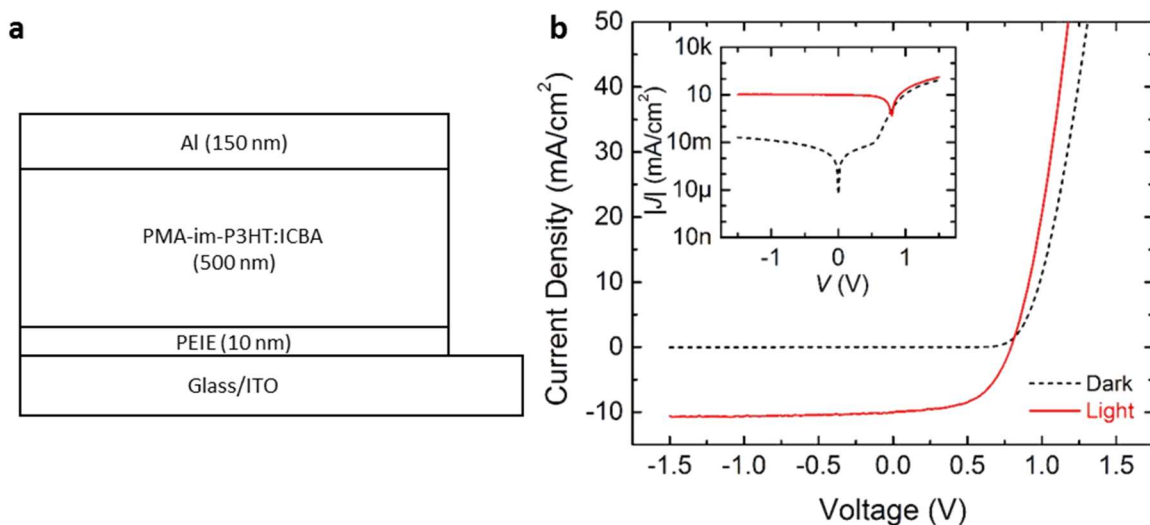 a
Al (150 nm)
PMA-im-P3HT:ICBA
(500 nm)
PEIE (10 nm)
Glass/ITO
b
Current Density (mA/cm²)
50
40
30
20
10
0
-10
-1.5 -1.0 -0.5 0.0 0.5 1.0 1.5
Voltage (V)
|J| (mA/cm²)
10k
10
10m
10µ
10n
-1 0 1
V (V)
Dark
Light